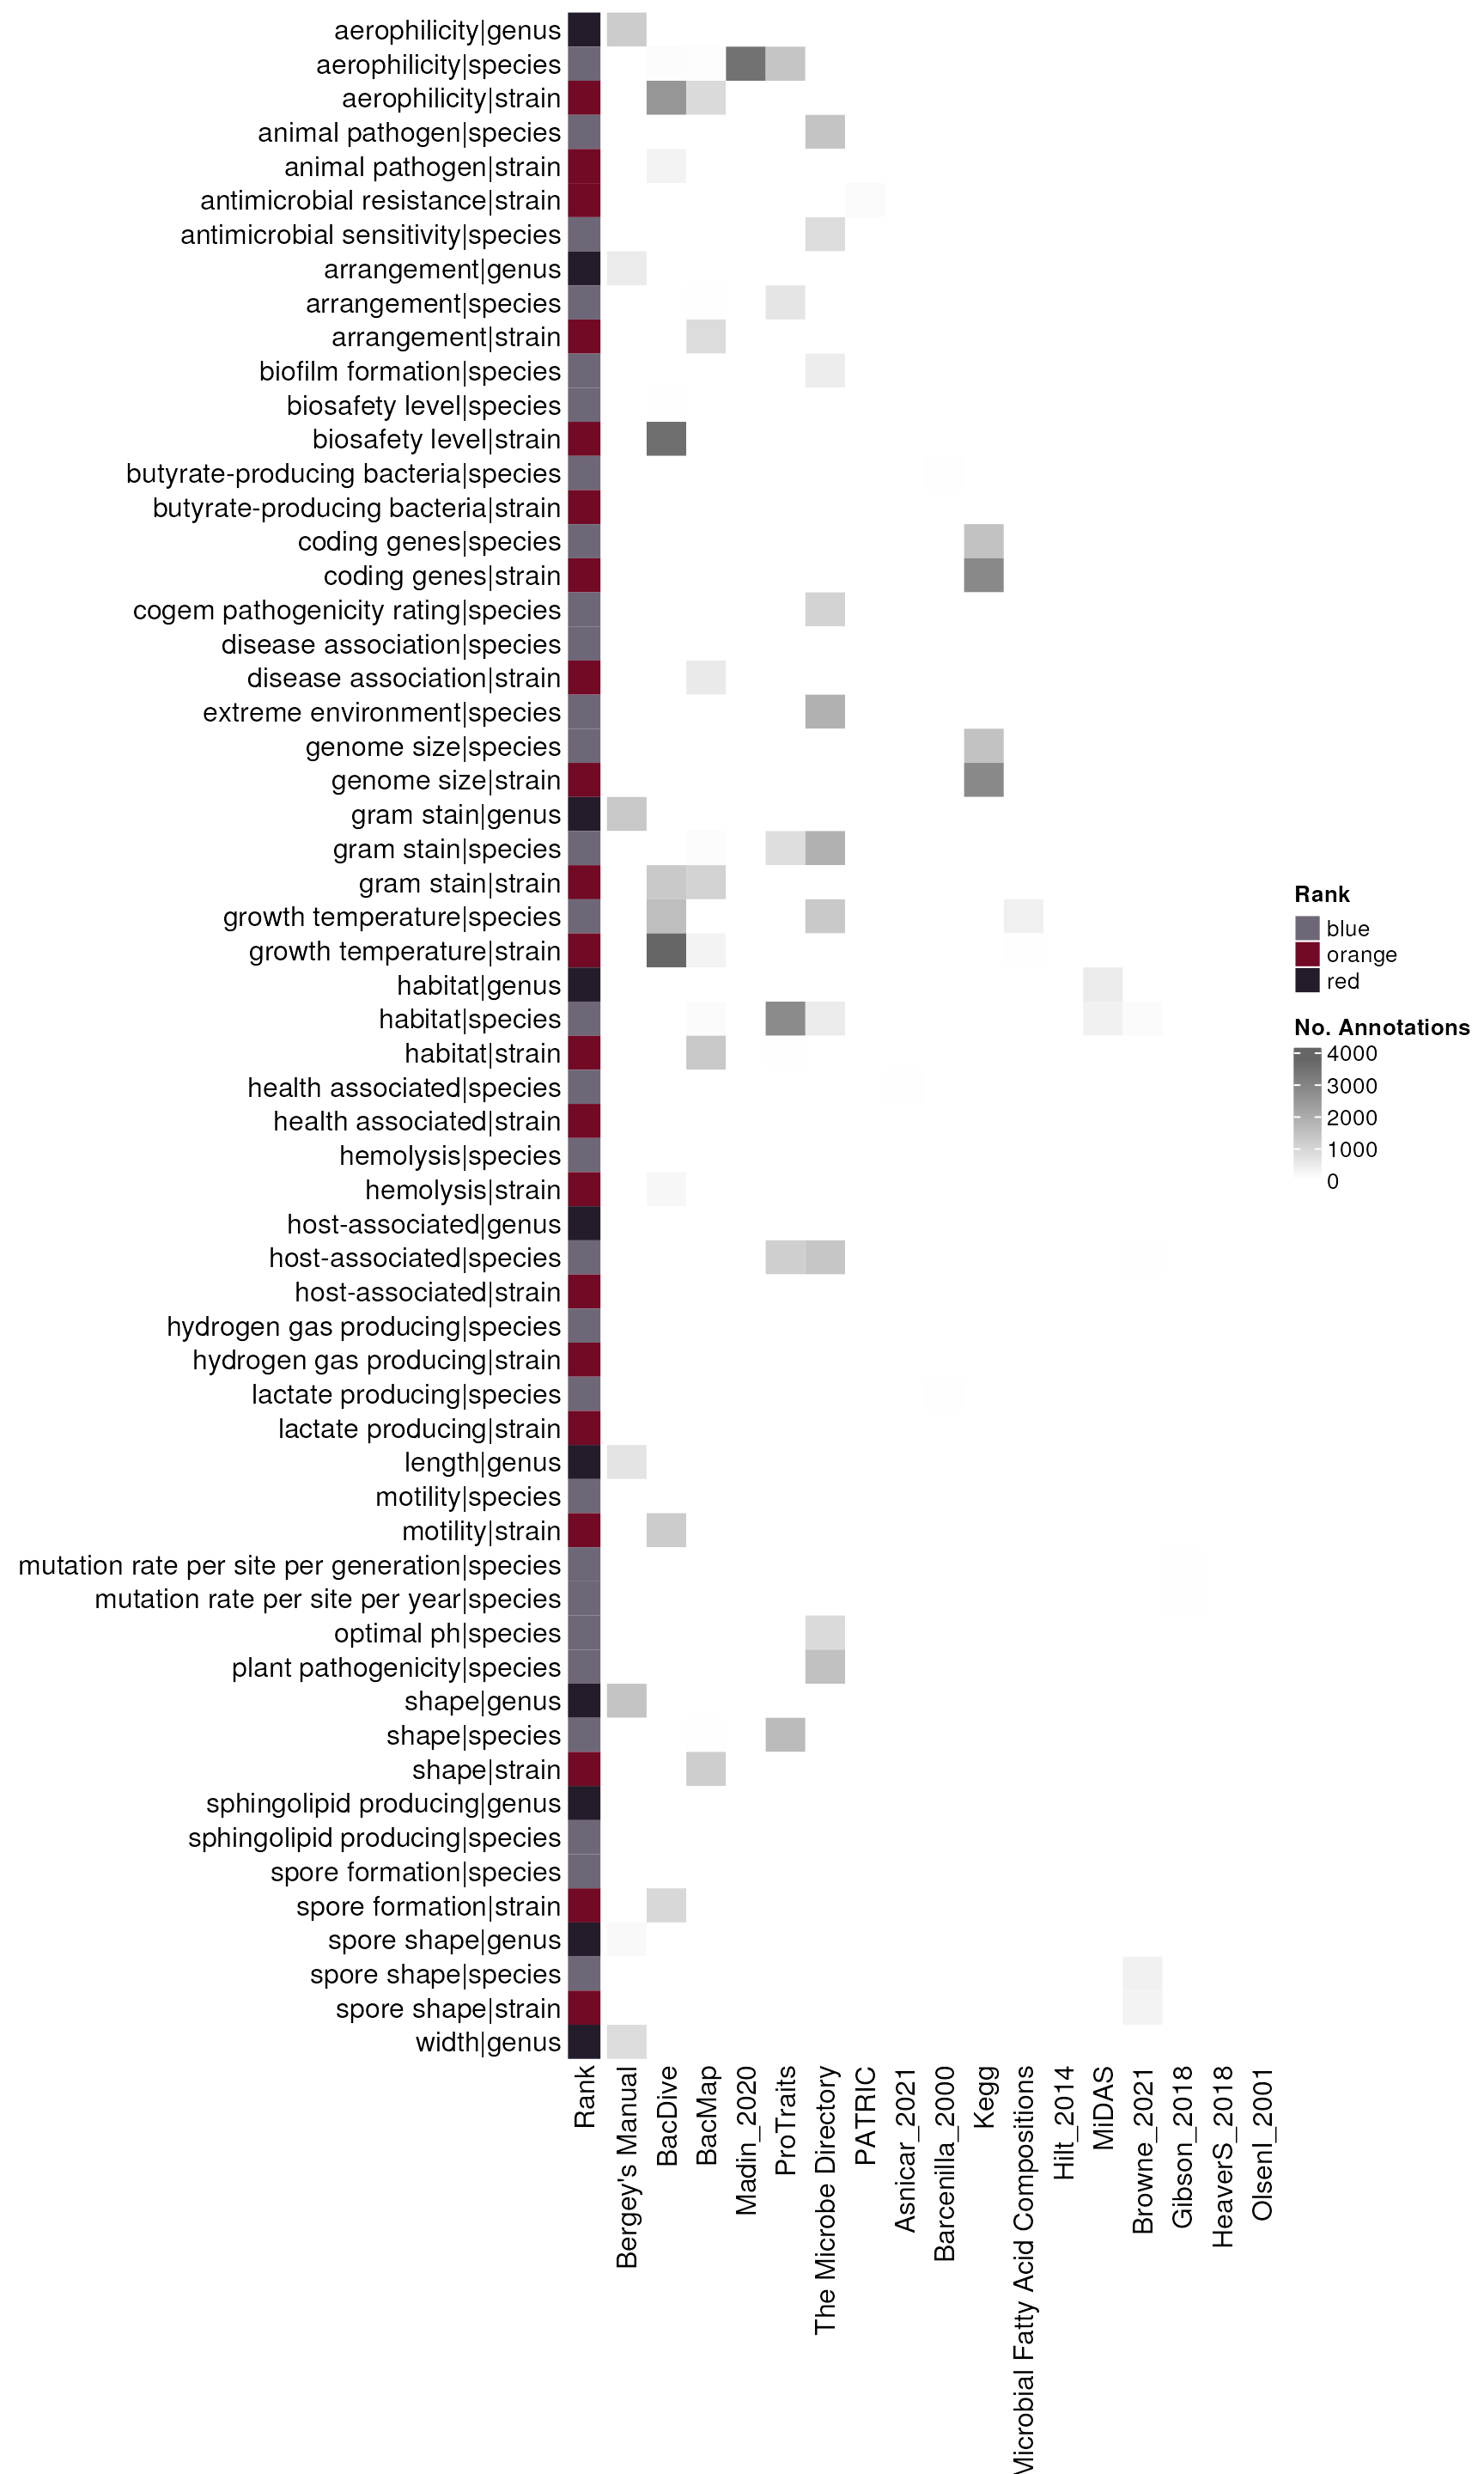 aerophilicity|genus
aerophilicity|species
aerophilicity|strain
animal pathogen|species
animal pathogen|strain
antimicrobial resistance|strain
antimicrobial sensitivity|species
arrangement|genus
arrangement|species
arrangement|strain
biofilm formation|species
biosafety level|species
biosafety level|strain
butyrate-producing bacteria|species
butyrate-producing bacteria|strain
coding genes|species
coding genes|strain
cogem pathogenicity rating|species
disease association|species
disease association|strain
extreme environment|species
genome size|species
genome size|strain
gram stain|genus
gram stain|species
gram stain|strain
growth temperature|species
growth temperature|strain
habitat|genus
habitat|species
habitat|strain
health associated|species
health associated|strain
hemolysis|species
hemolysis|strain
host-associated|genus
host-associated|species
host-associated|strain
hydrogen gas producing|species
hydrogen gas producing|strain
lactate producing|species
lactate producing|strain
length|genus
motility|species
motility|strain
mutation rate per site per generation|species
mutation rate per site per year|species
optimal ph|species
plant pathogenicity|species
shape|genus
shape|species
shape|strain
sphingolipid producing|genus
sphingolipid producing|species
spore formation|species
spore formation|strain
spore shape|genus
spore shape|species
spore shape|strain
width|genus
Rank
Bergey's Manual
BacDive
BacMap
Madin_2020
ProTraits
The Microbe Directory
PATRIC
Asnicar_2021
Barcenilla_2000
Kegg
Microbial Fatty Acid Compositions
Hilt_2014
MiDAS
Browne_2021
Gibson_2018
HeaverS_2018
OlsenI_2001
Rank
blue
orange
red
No. Annotations
4000
3000
2000
1000
0